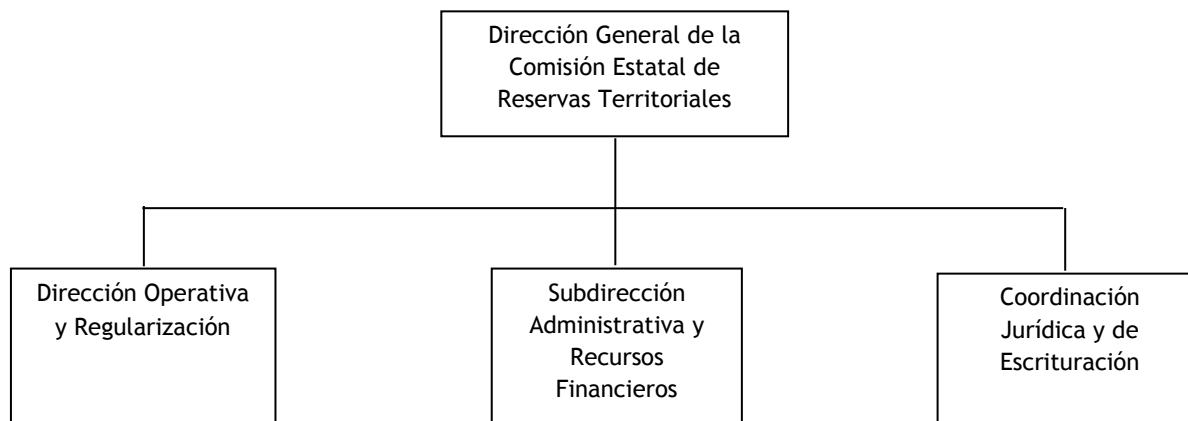 Dirección General de la
Comisión Estatal de
Reservas Territoriales
Dirección Operativa
y Regularización
Subdirección
Administrativa y
Recursos
Financieros
Coordinación
Jurídica y de
Escrituración